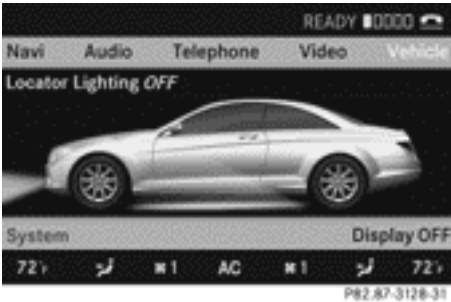 READY
Navi Audio Telephone Video Vehicle
Locator Lighting OFF
System Display OFF
72°F 1 AC 1 72°F
P82.87-3128-31